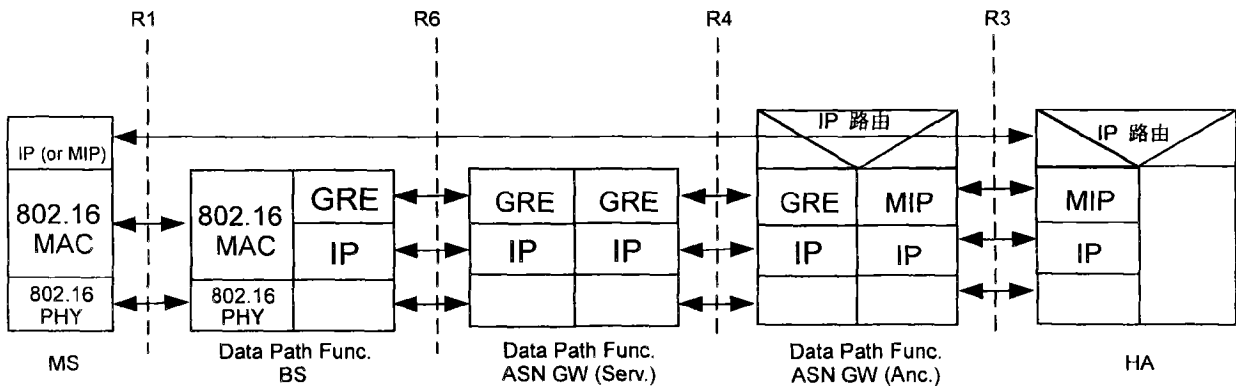 R1
R6
R4
R3
IP (or MIP)
802.16
MAC
802.16
PHY
MS
802.16
MAC
GRE
IP
802.16
PHY
Data Path Func.
BS
GRE
GRE
IP
IP
Data Path Func.
ASN GW (Serv.)
IP 路由
GRE
MIP
IP
IP
Data Path Func.
ASN GW (Anc.)
IP 路由
MIP
IP
HA